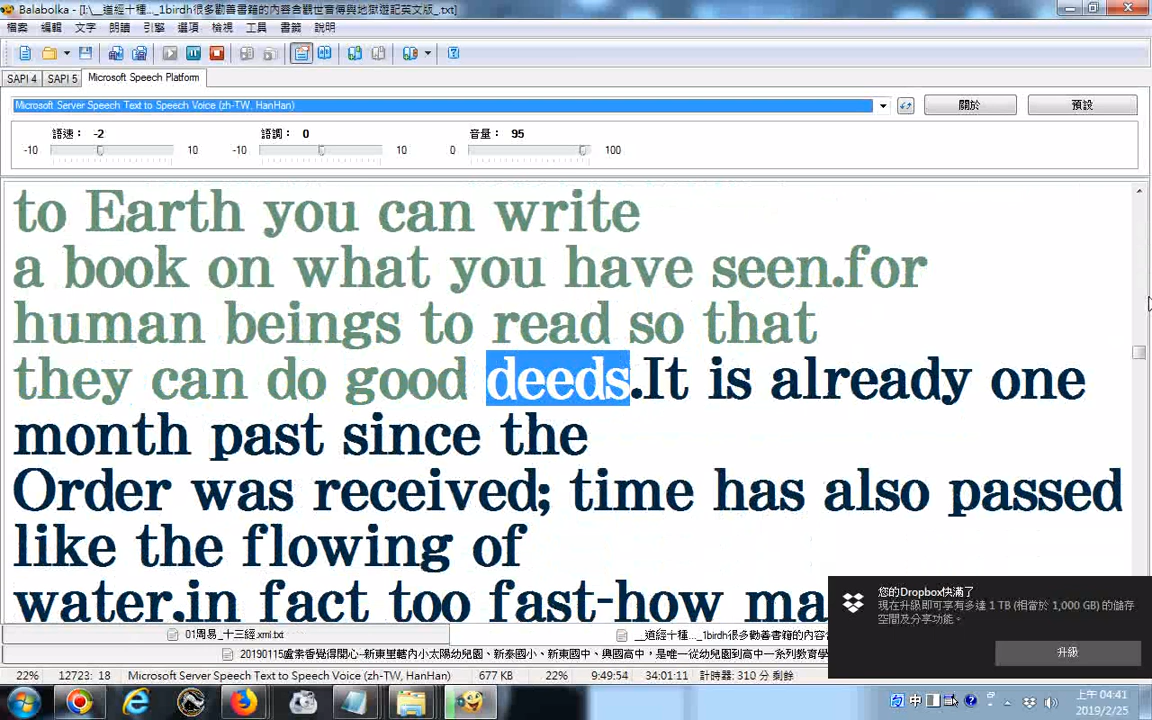 Balabolka - [I:\__道經十種..._1birdh很多勸善書籍的內容含觀世音傳與地獄遊記英文版_.txt]
檔案 編輯 文字 朗讀 引擎 選項 檢視 工具 書籤 說明
SAPI 4 SAPI 5 Microsoft Speech Platform
Microsoft Server Speech Text to Speech Voice (zh-TW, HanHan)
關於 預設
語速： -2 語調： 0 音量： 95
-10 10 -10 10 0 100
to Earth you can write
a book on what you have seen.for
human beings to read so that
they can do good deeds.It is already one
month past since the
Order was received; time has also passed
like the flowing of
water,in fact too fast-how ma
您的Dropbox快滿了
現在升級即可享有多達 1 TB (相當於 1,000 GB) 的儲存
空間及分享功能。
升級
01周易_十三經.xml.txt
__道經十種..._1birdh很多勸善書籍的內容含
20190115盧素香覺得開心~新東里轄內小太陽幼兒園、新泰國小、新東國中、興國高中，是唯一從幼兒園到高中一系列教育學
22% 12723: 18 Microsoft Server Speech Text to Speech Voice (zh-TW, HanHan) 677 KB 22% 9:49:54 34:01:11 計時器: 310 分 剩餘
中
上午 04:41
2019/2/25